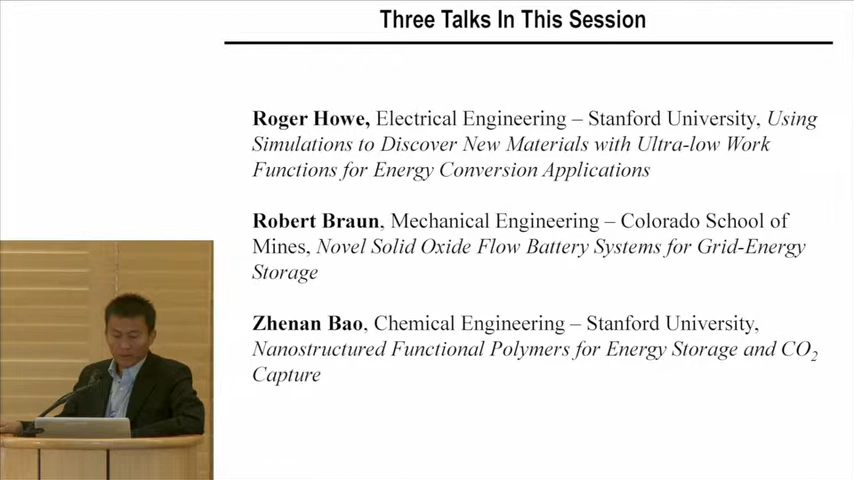 Three Talks In This Session
Roger Howe, Electrical Engineering – Stanford University, Using
Simulations to Discover New Materials with Ultra-low Work
Functions for Energy Conversion Applications
Robert Braun, Mechanical Engineering – Colorado School of
Mines, Novel Solid Oxide Flow Battery Systems for Grid-Energy
Storage
Zhenan Bao, Chemical Engineering – Stanford University,
Nanostructured Functional Polymers for Energy Storage and CO₂
Capture